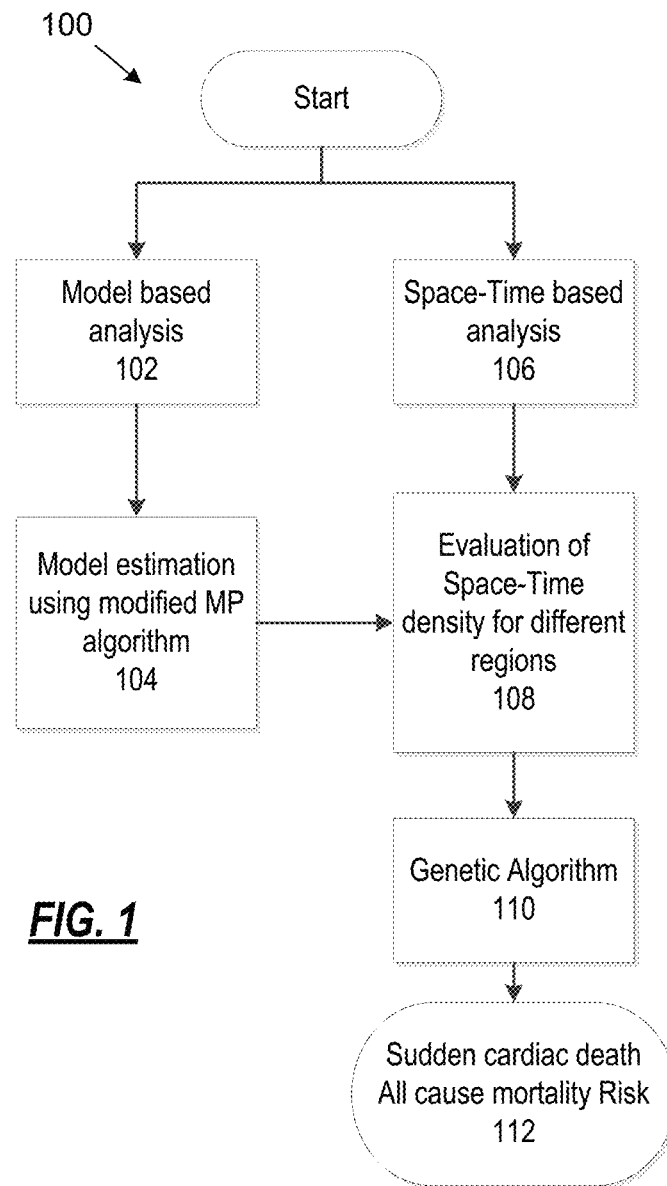 100
Start
Model based
analysis
102
Space-Time based
analysis
106
Model estimation
using modified MP
algorithm
104
Evaluation of
Space-Time
density for different
regions
108
Genetic Algorithm
110
FIG. 1
Sudden cardiac death
All cause mortality Risk
112